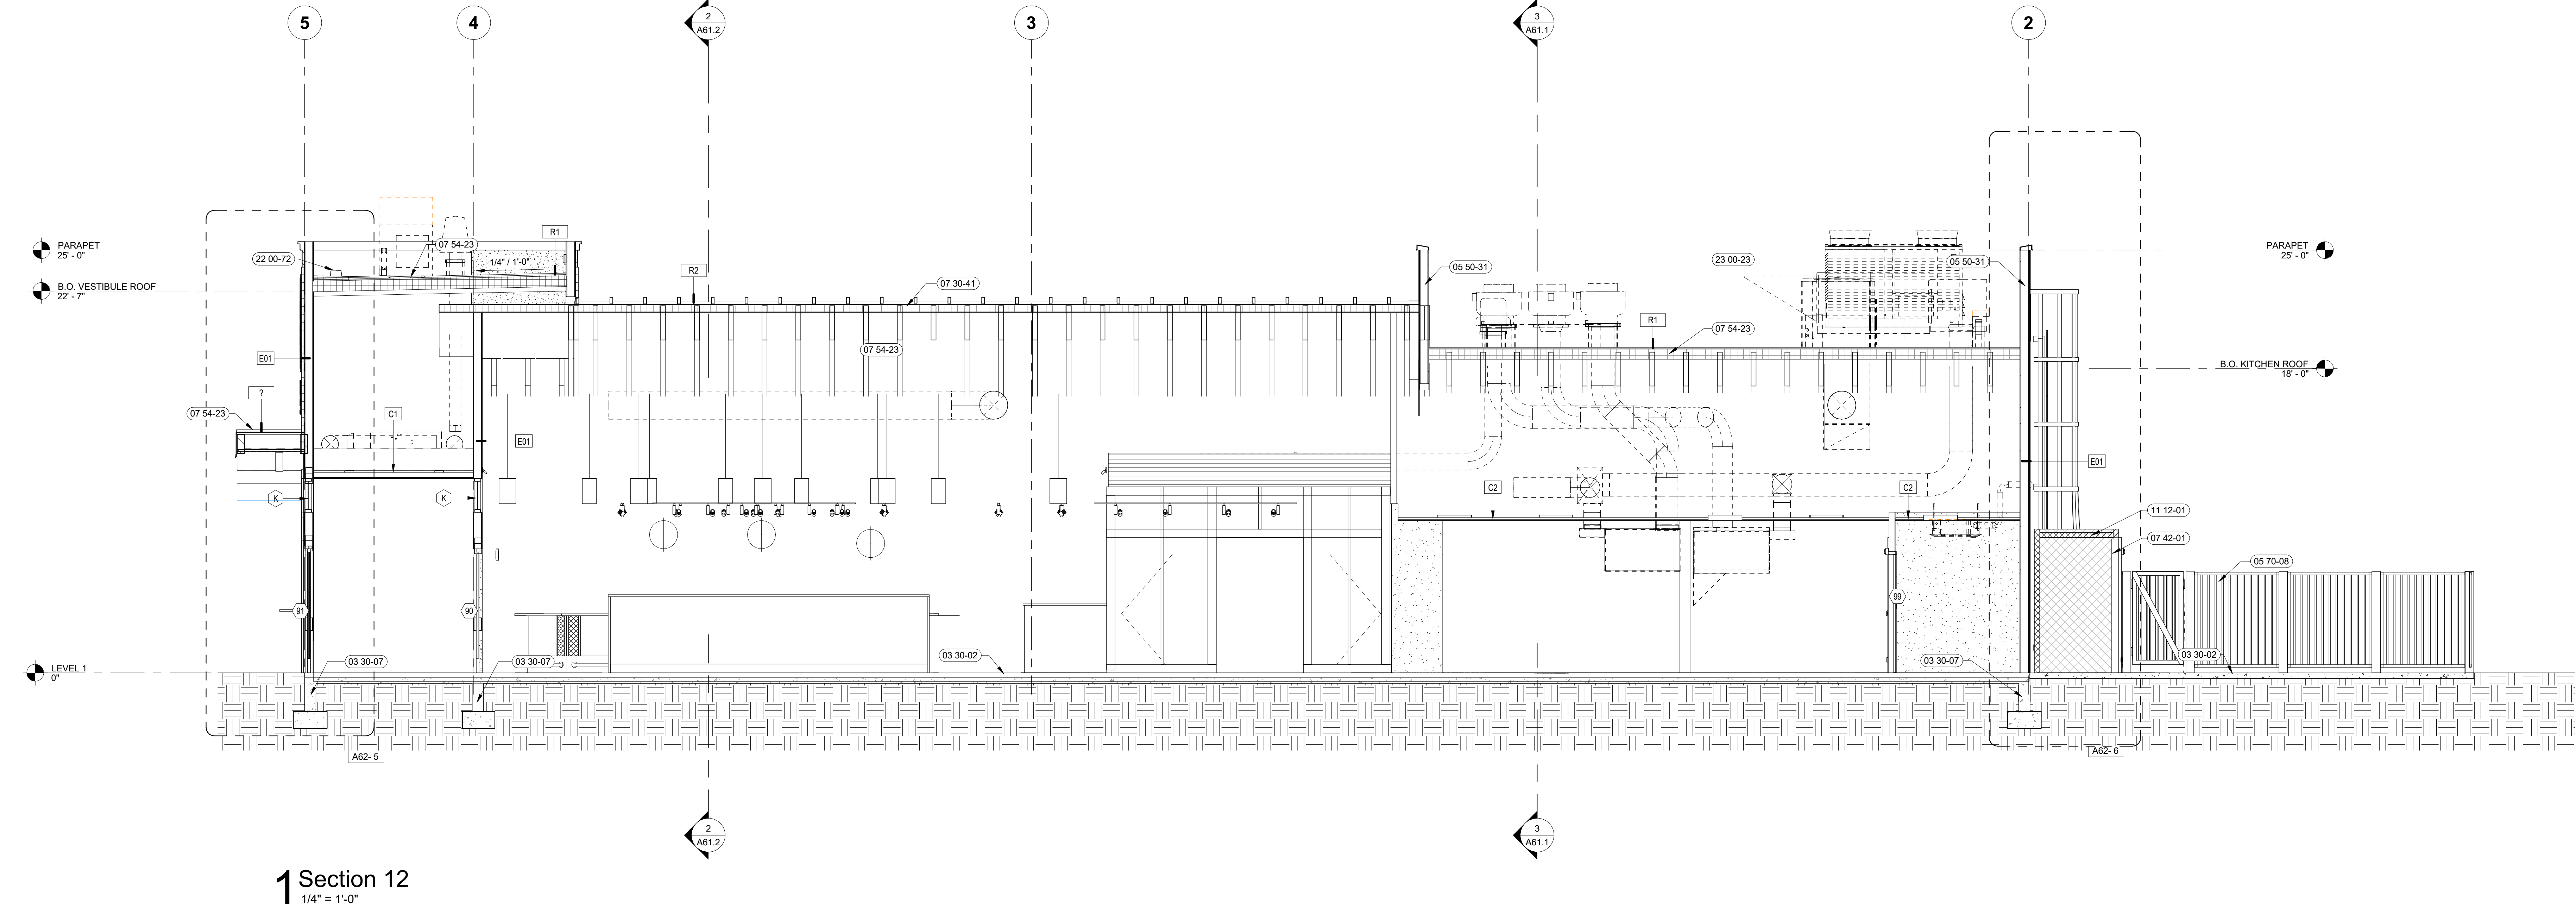 5
4
2
A61.2
3
3
A61.1
2
PARAPET
25' - 0"
B.O. VESTIBULE ROOF
22' - 7"
22 00-72
07 54-23
R1
1/4" / 1'-0"
R2
07 30-41
07 54-23
05 50-31
R1
07 54-23
23 00-23
05 50-31
PARAPET
25' - 0"
B.O. KITCHEN ROOF
18' - 0"
E01
?
07 54-23
C1
E01
K
K
C2
C2
E01
11 12-01
07 42-01
05 70-08
91
90
99
LEVEL 1
0"
03 30-07
03 30-07
03 30-02
03 30-07
03 30-02
A62- 5
A62- 6
2
A61.2
3
A61.1
1
Section 12
1/4" = 1'-0"